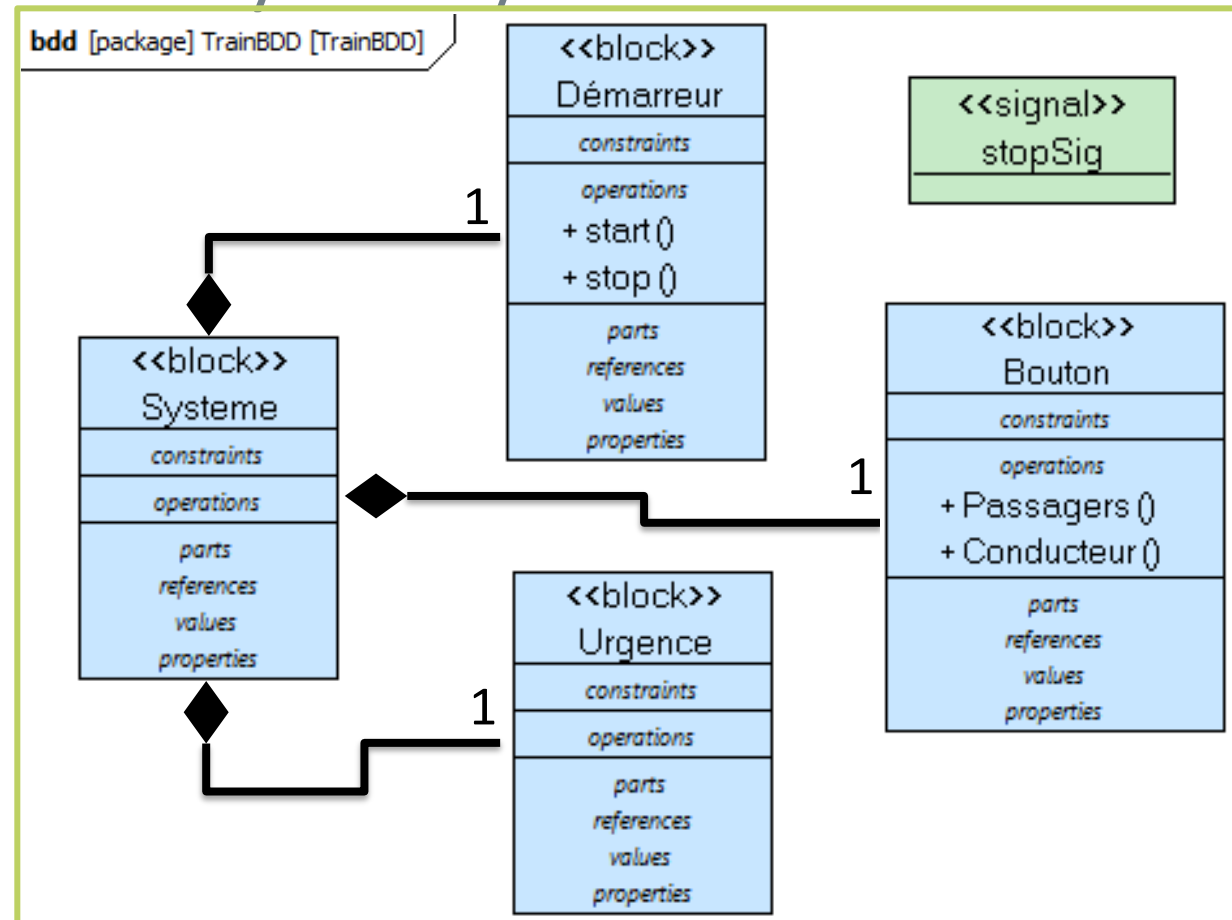 bdd [package] TrainBDD [TrainBDD]
<<block>>
Démarreur
constraints
operations
+ start ()
+ stop ()
parts
references
values
properties
<<signal>>
stopSig
1
<<block>>
Systeme
constraints
operations
parts
references
values
properties
1
<<block>>
Bouton
constraints
operations
+ Passagers ()
+ Conducteur ()
parts
references
values
properties
1
<<block>>
Urgence
constraints
operations
parts
references
values
properties